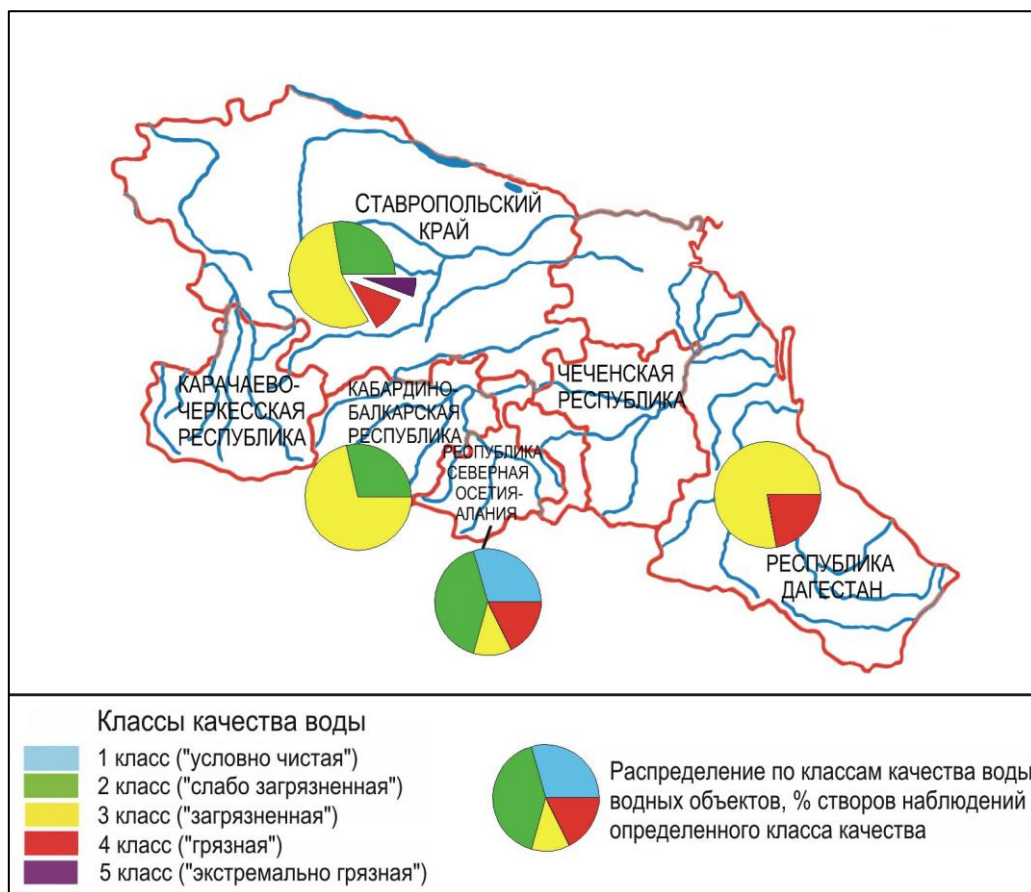 СТАВРОПОЛЬСКИЙ
КРАЙ
КАРАЧАЕВО-
ЧЕРКЕССКАЯ
РЕСПУБЛИКА
КАБАРДИНО-
БАЛКАРСКАЯ
РЕСПУБЛИКА
ЧЕЧЕНСКАЯ
РЕСПУБЛИКА
РЕСПУБЛИКА
СЕВЕРНАЯ
ОСЕТИЯ-
АЛАНИЯ
РЕСПУБЛИКА
ДАГЕСТАН
Классы качества воды
1 класс ("условно чистая")
2 класс ("слабо загрязненная")
3 класс ("загрязненная")
4 класс ("грязная")
5 класс ("экстремально грязная")
Распределение по классам качества воды
водных объектов, % створов наблюдений
определенного класса качества